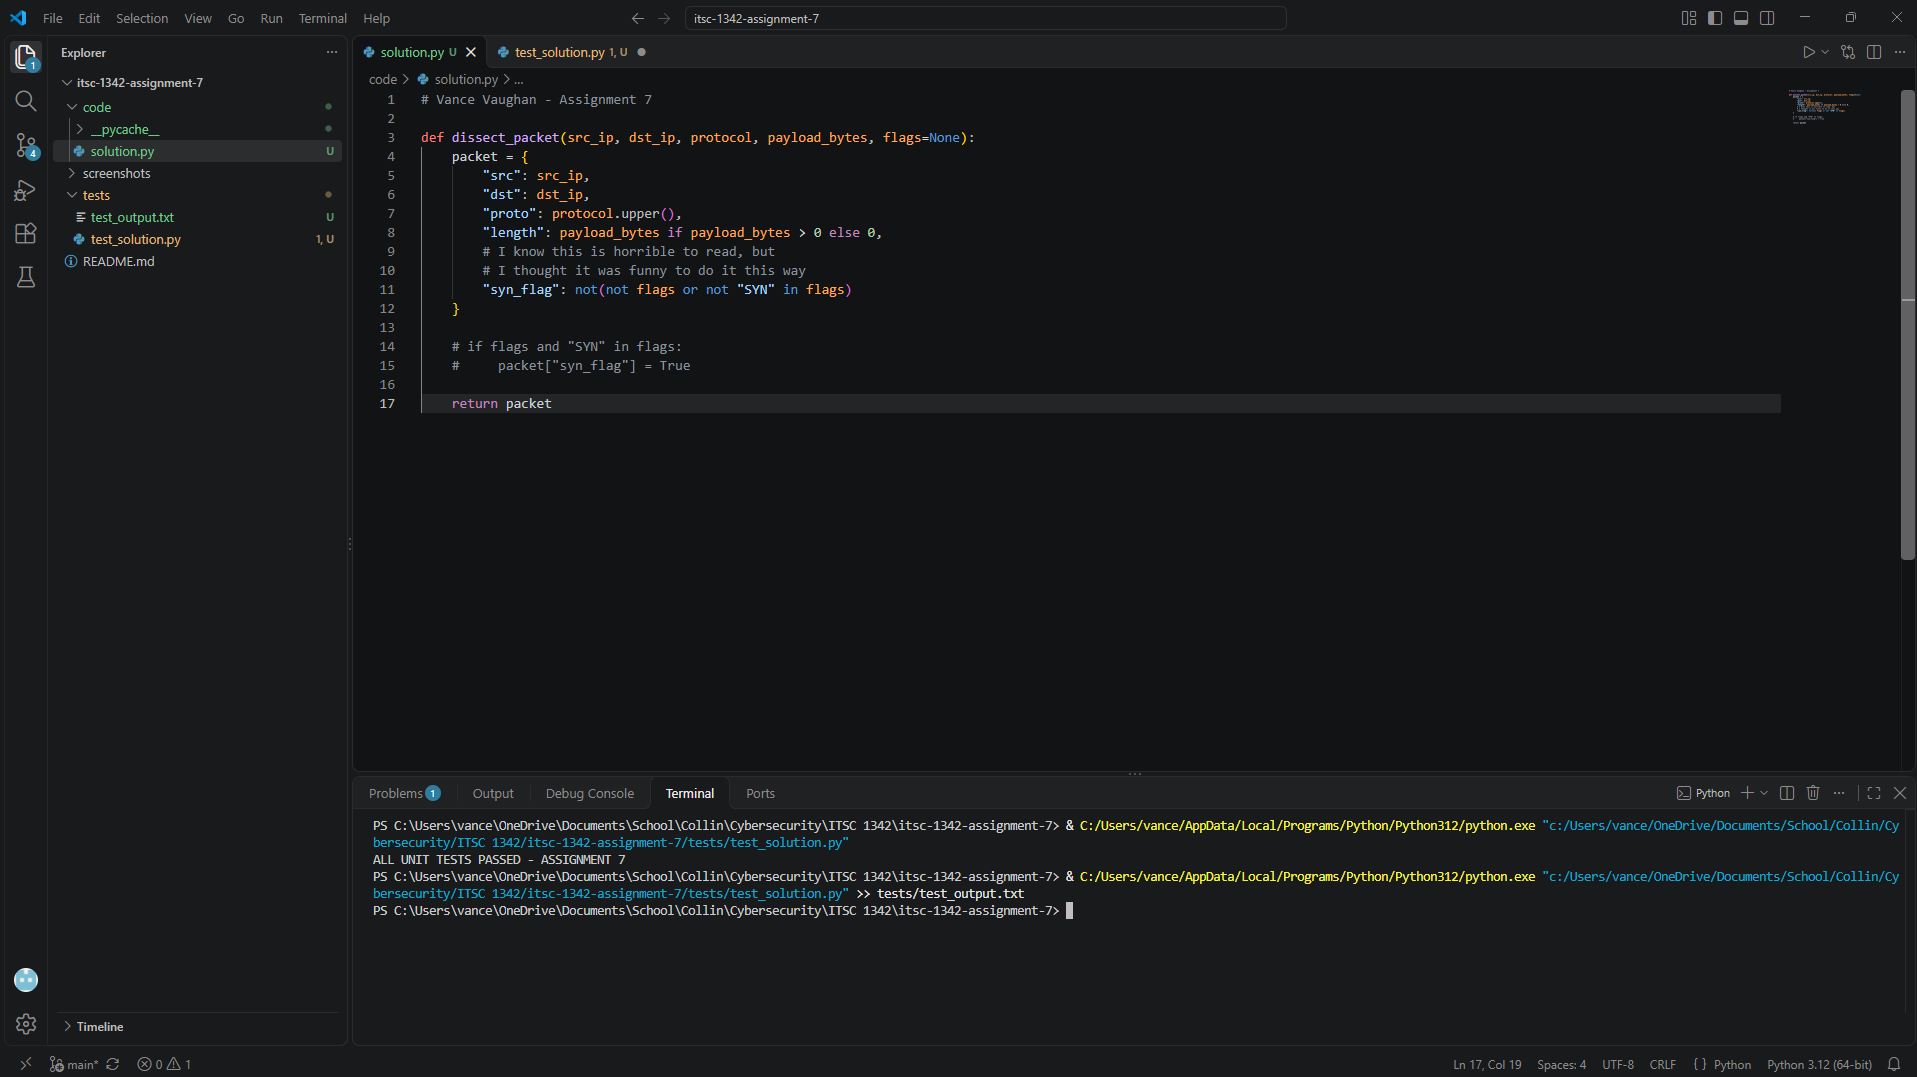 File Edit Selection View Go Run Terminal Help
itsc-1342-assignment-7
Explorer
1
itsc-1342-assignment-7
code
__pycache__
4
solution.py U
screenshots
tests
test_output.txt U
test_solution.py 1, U
README.md
Timeline
solution.py U
test_solution.py 1, U
code > solution.py > ...
1 # Vance Vaughan - Assignment 7
2
3 def dissect_packet(src_ip, dst_ip, protocol, payload_bytes, flags=None):
4 packet = {
5 "src": src_ip,
6 "dst": dst_ip,
7 "proto": protocol.upper(),
8 "length": payload_bytes if payload_bytes > 0 else 0,
9 # I know this is horrible to read, but
10 # I thought it was funny to do it this way
11 "syn_flag": not(not flags or not "SYN" in flags)
12 }
13
14 # if flags and "SYN" in flags:
15 #     packet["syn_flag"] = True
16
17 return packet
Problems 1 Output Debug Console Terminal Ports
Python
PS C:\Users\vance\OneDrive\Documents\School\Collin\Cybersecurity\ITSC 1342\itsc-1342-assignment-7> & C:/Users/vance/AppData/Local/Programs/Python/Python312/python.exe "c:/Users/vance/OneDrive/Documents/School/Collin/Cy
bersecurity/ITSC 1342/itsc-1342-assignment-7/tests/test_solution.py"
ALL UNIT TESTS PASSED - ASSIGNMENT 7
PS C:\Users\vance\OneDrive\Documents\School\Collin\Cybersecurity\ITSC 1342\itsc-1342-assignment-7> & C:/Users/vance/AppData/Local/Programs/Python/Python312/python.exe "c:/Users/vance/OneDrive/Documents/School/Collin/Cy
bersecurity/ITSC 1342/itsc-1342-assignment-7/tests/test_solution.py" >> tests/test_output.txt
PS C:\Users\vance\OneDrive\Documents\School\Collin\Cybersecurity\ITSC 1342\itsc-1342-assignment-7>
main* 0 1
Ln 17, Col 19 Spaces: 4 UTF-8 CRLF { } Python Python 3.12 (64-bit)